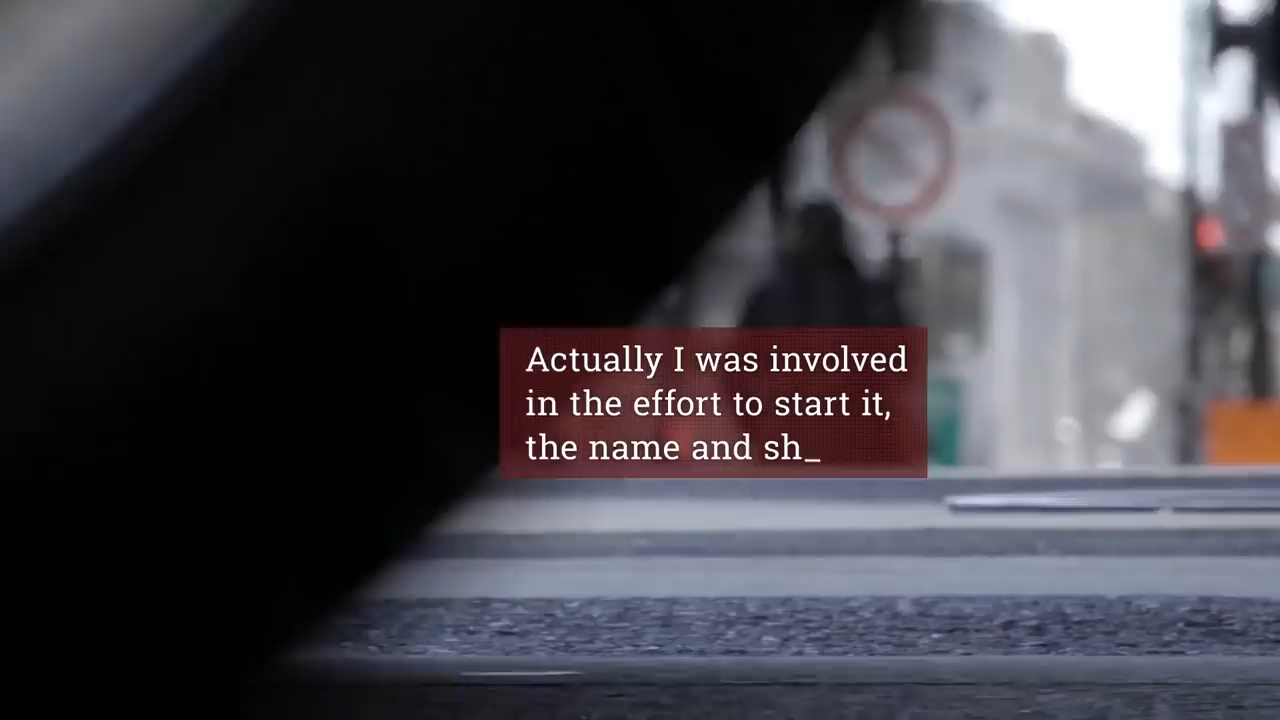 Actually I was involved
in the effort to start it,
the name and sh_